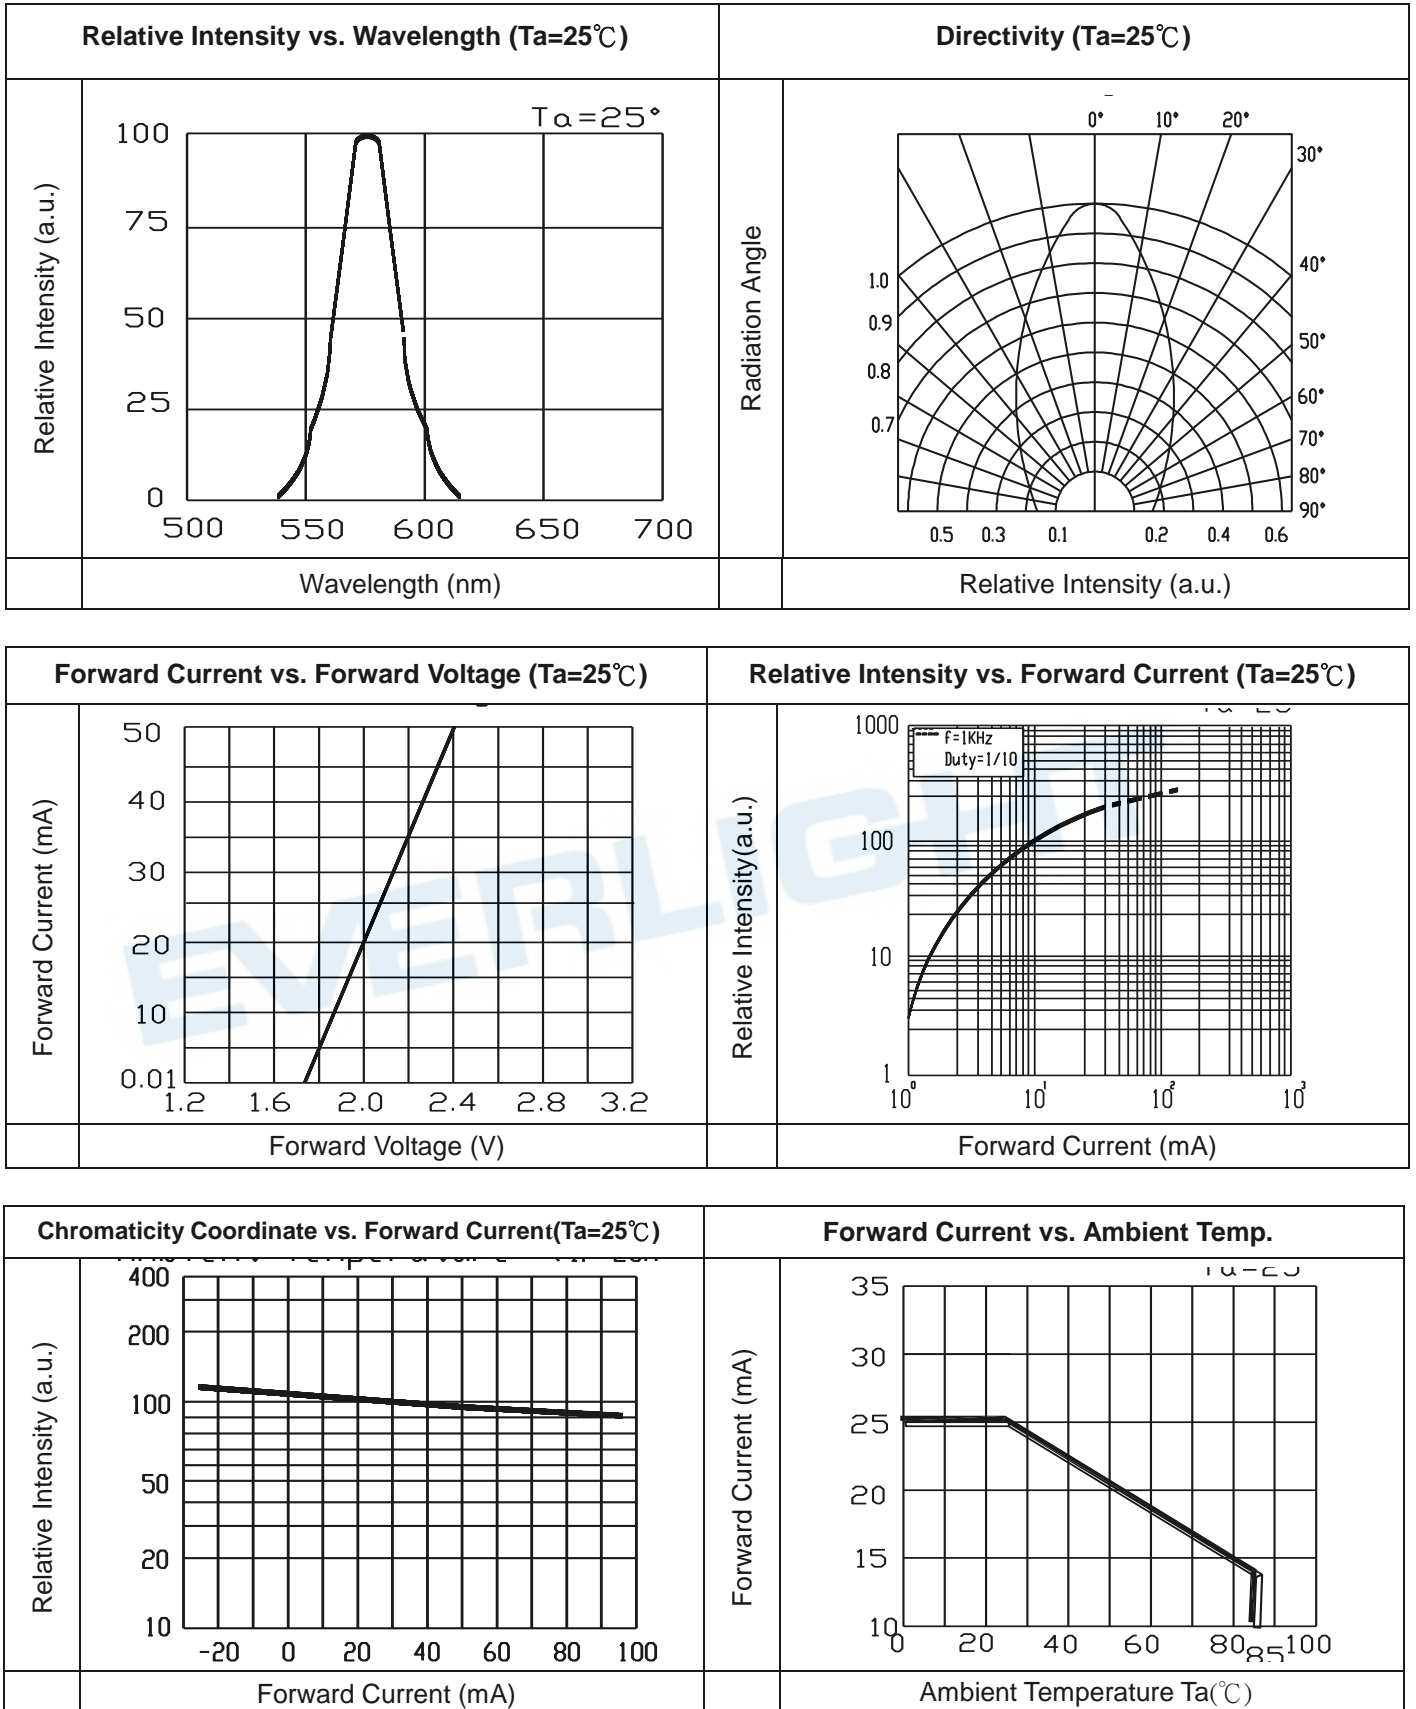 Relative Intensity vs. Wavelength (Ta=25℃)
Directivity (Ta=25℃)
Relative Intensity (a.u.)
Ta=25°
100
75
50
25
0
500 550 600 650 700
Wavelength (nm)
Radiation Angle
0° 10° 20°
30°
40°
50°
60°
70°
80°
90°
1.0
0.9
0.8
0.7
0.5 0.3 0.1 0.2 0.4 0.6
Relative Intensity (a.u.)
Forward Current vs. Forward Voltage (Ta=25℃)
Relative Intensity vs. Forward Current (Ta=25℃)
Forward Current (mA)
50
40
30
20
10
0.01
1.2 1.6 2.0 2.4 2.8 3.2
Forward Voltage (V)
Relative Intensity(a.u.)
f=1KHz
Duty=1/10
1000
100
10
1
10⁰ 10¹ 10² 10³
Forward Current (mA)
EVERLIGHT
Chromaticity Coordinate vs. Forward Current(Ta=25℃)
Forward Current vs. Ambient Temp.
Relative Intensity (a.u.)
400
200
100
50
20
10
-20 0 20 40 60 80 100
Forward Current (mA)
Forward Current (mA)
35
30
25
20
15
10
0 20 40 60 80 85 100
Ambient Temperature Ta(℃)